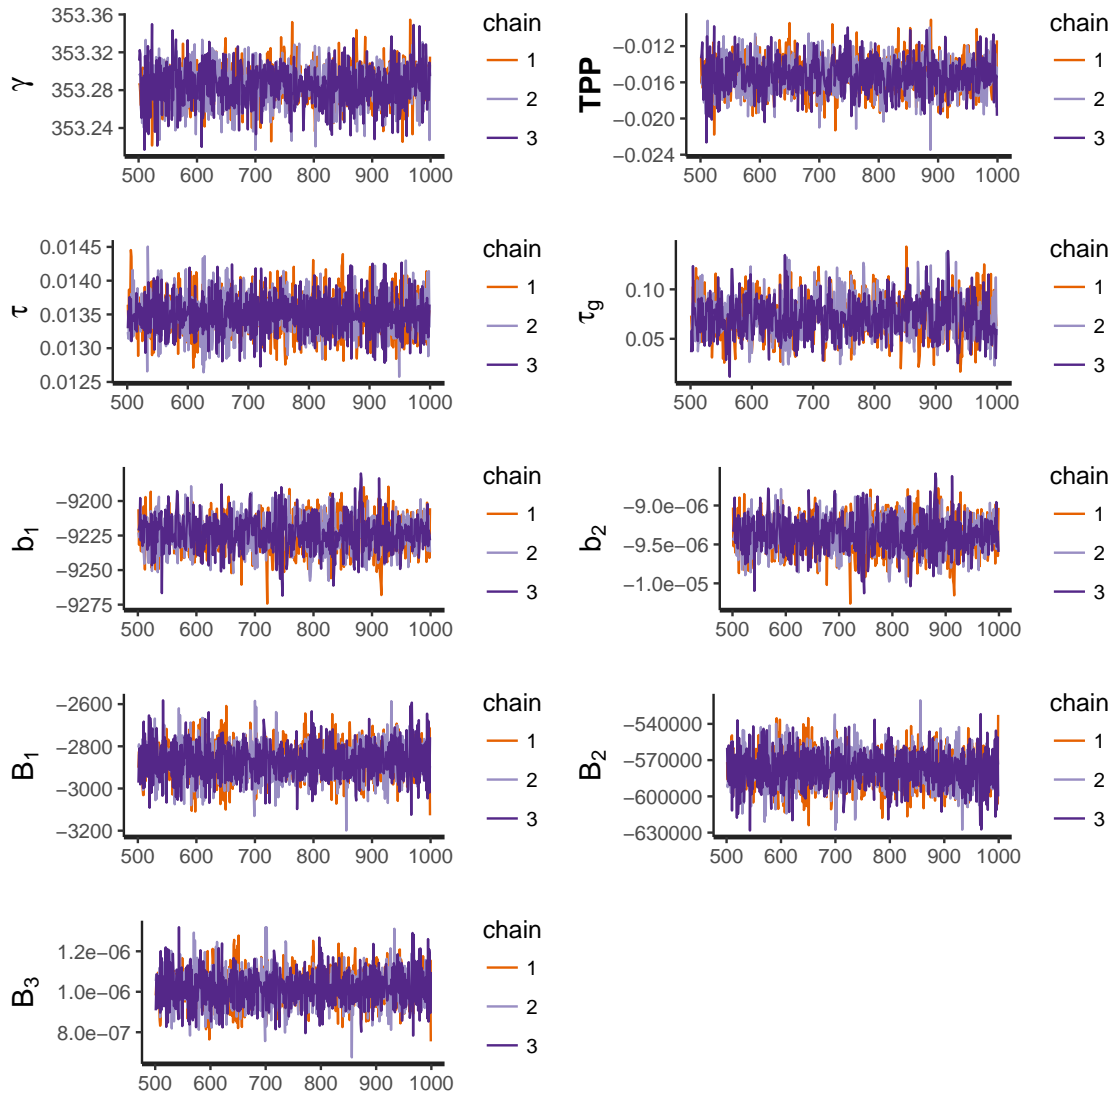 γ
353.36
353.32
353.28
353.24
500 600 700 800 900 1000
chain
1
2
3
TPP
−0.012
−0.016
−0.020
−0.024
500 600 700 800 900 1000
chain
1
2
3
τ
0.0145
0.0140
0.0135
0.0130
0.0125
500 600 700 800 900 1000
chain
1
2
3
τg
0.10
0.05
500 600 700 800 900 1000
chain
1
2
3
b1
−9200
−9225
−9250
−9275
500 600 700 800 900 1000
chain
1
2
3
b2
−9.0e−06
−9.5e−06
−1.0e−05
500 600 700 800 900 1000
chain
1
2
3
B1
−2600
−2800
−3000
−3200
500 600 700 800 900 1000
chain
1
2
3
B2
−540000
−570000
−600000
−630000
500 600 700 800 900 1000
chain
1
2
3
B3
1.2e−06
1.0e−06
8.0e−07
500 600 700 800 900 1000
chain
1
2
3